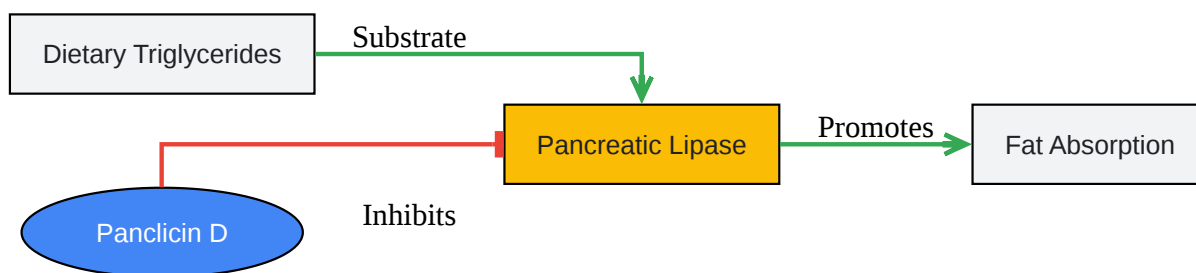 Dietary Triglycerides
Substrate
Pancreatic Lipase
Promotes
Fat Absorption
Inhibits
Panclicin D